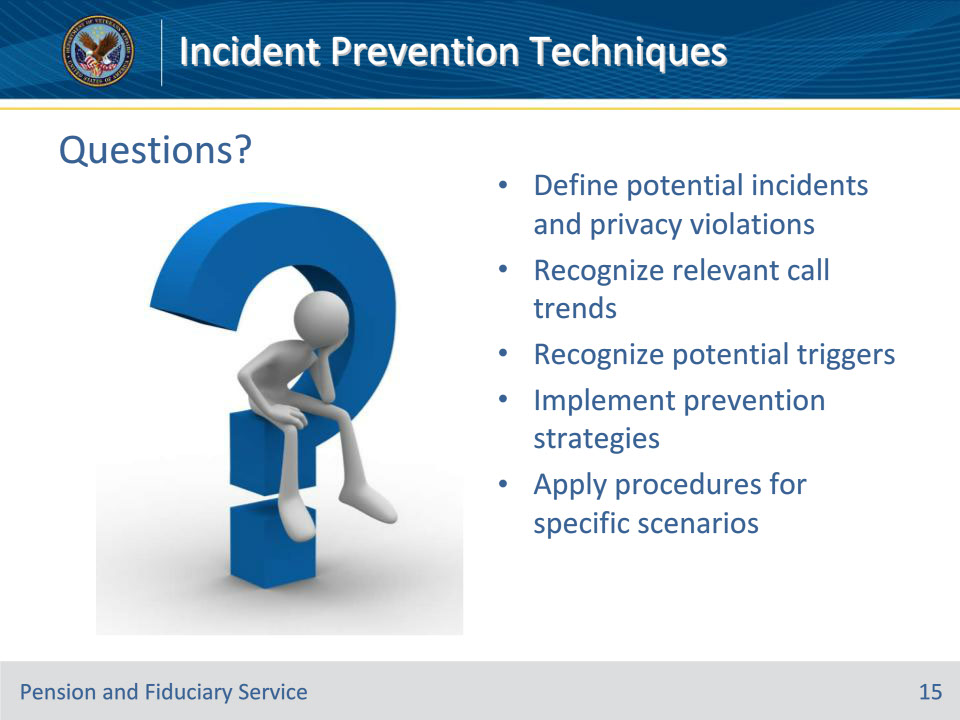 DEPARTMENT OF VETERANS AFFAIRS
UNITED STATES OF AMERICA
Incident Prevention Techniques
Questions?
• Define potential incidents
and privacy violations
• Recognize relevant call
trends
• Recognize potential triggers
• Implement prevention
strategies
• Apply procedures for
specific scenarios
Pension and Fiduciary Service
15